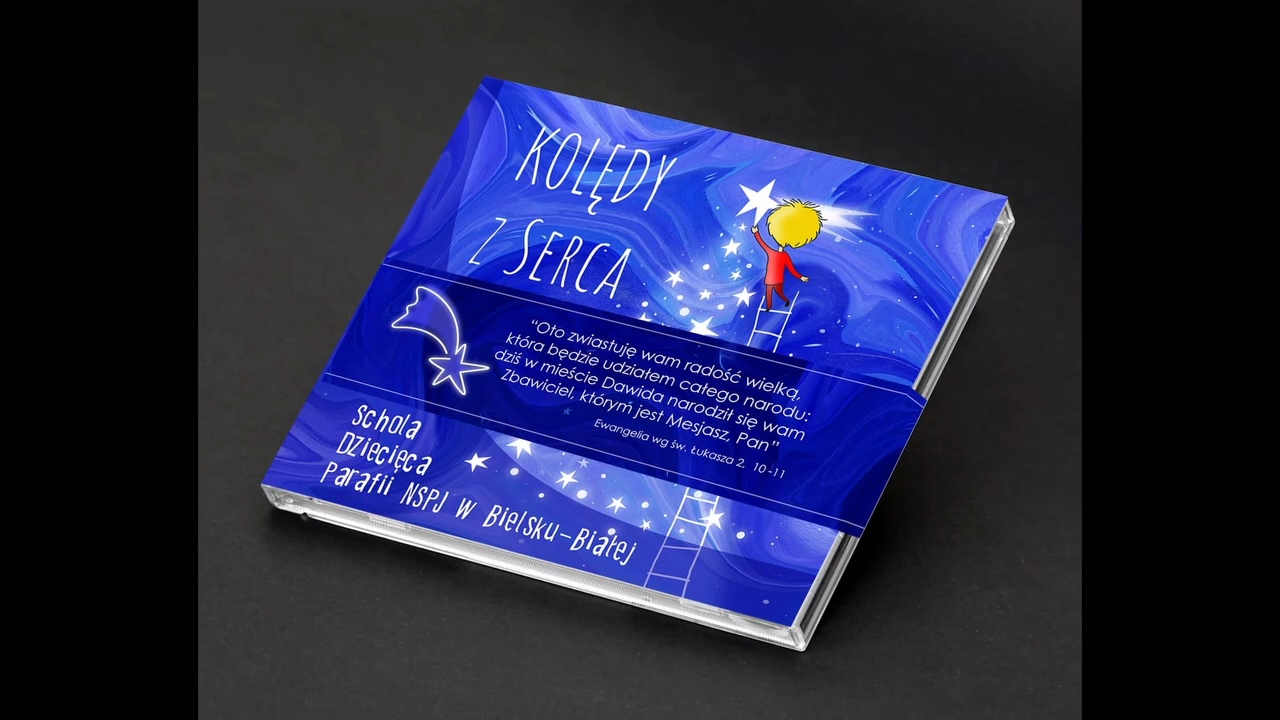 KOLĘDY
Z SERCA
“Oto zwiastuję wam radość wielką,
która będzie udziałem całego narodu:
dziś w mieście Dawida narodził się wam
Zbawiciel, którym jest Mesjasz, Pan”
Ewangelia wg św. Łukasza 2, 10-11
Schola
Dziecięca
Parafii NSPJ w Bielsku-Białej